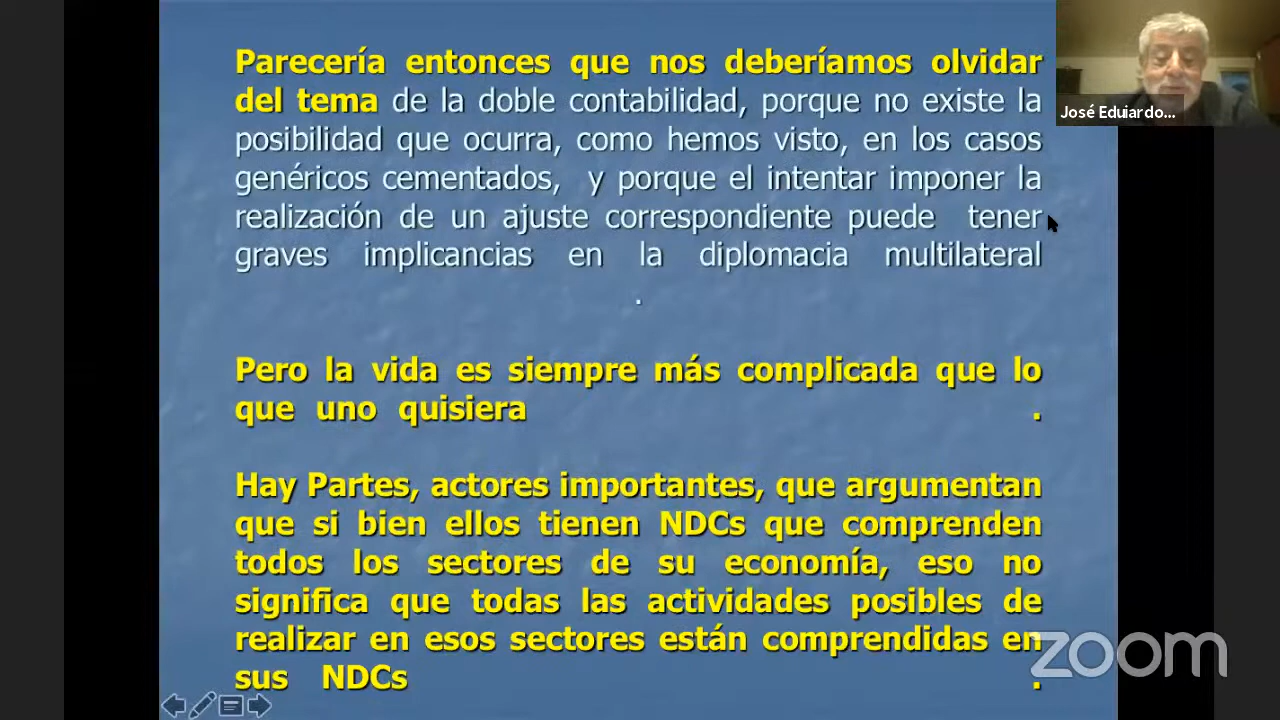 Parecería entonces que nos deberíamos olvidar
del tema de la doble contabilidad, porque no existe la
posibilidad que ocurra, como hemos visto, en los casos
genéricos cementados, y porque el intentar imponer la
realización de un ajuste correspondiente puede tener
graves implicancias en la diplomacia multilateral
.
Pero la vida es siempre más complicada que lo
que uno quisiera .
Hay Partes, actores importantes, que argumentan
que si bien ellos tienen NDCs que comprenden
todos los sectores de su economía, eso no
significa que todas las actividades posibles de
realizar en esos sectores están comprendidas en
sus NDCs .
José Eduiardo...
zoom